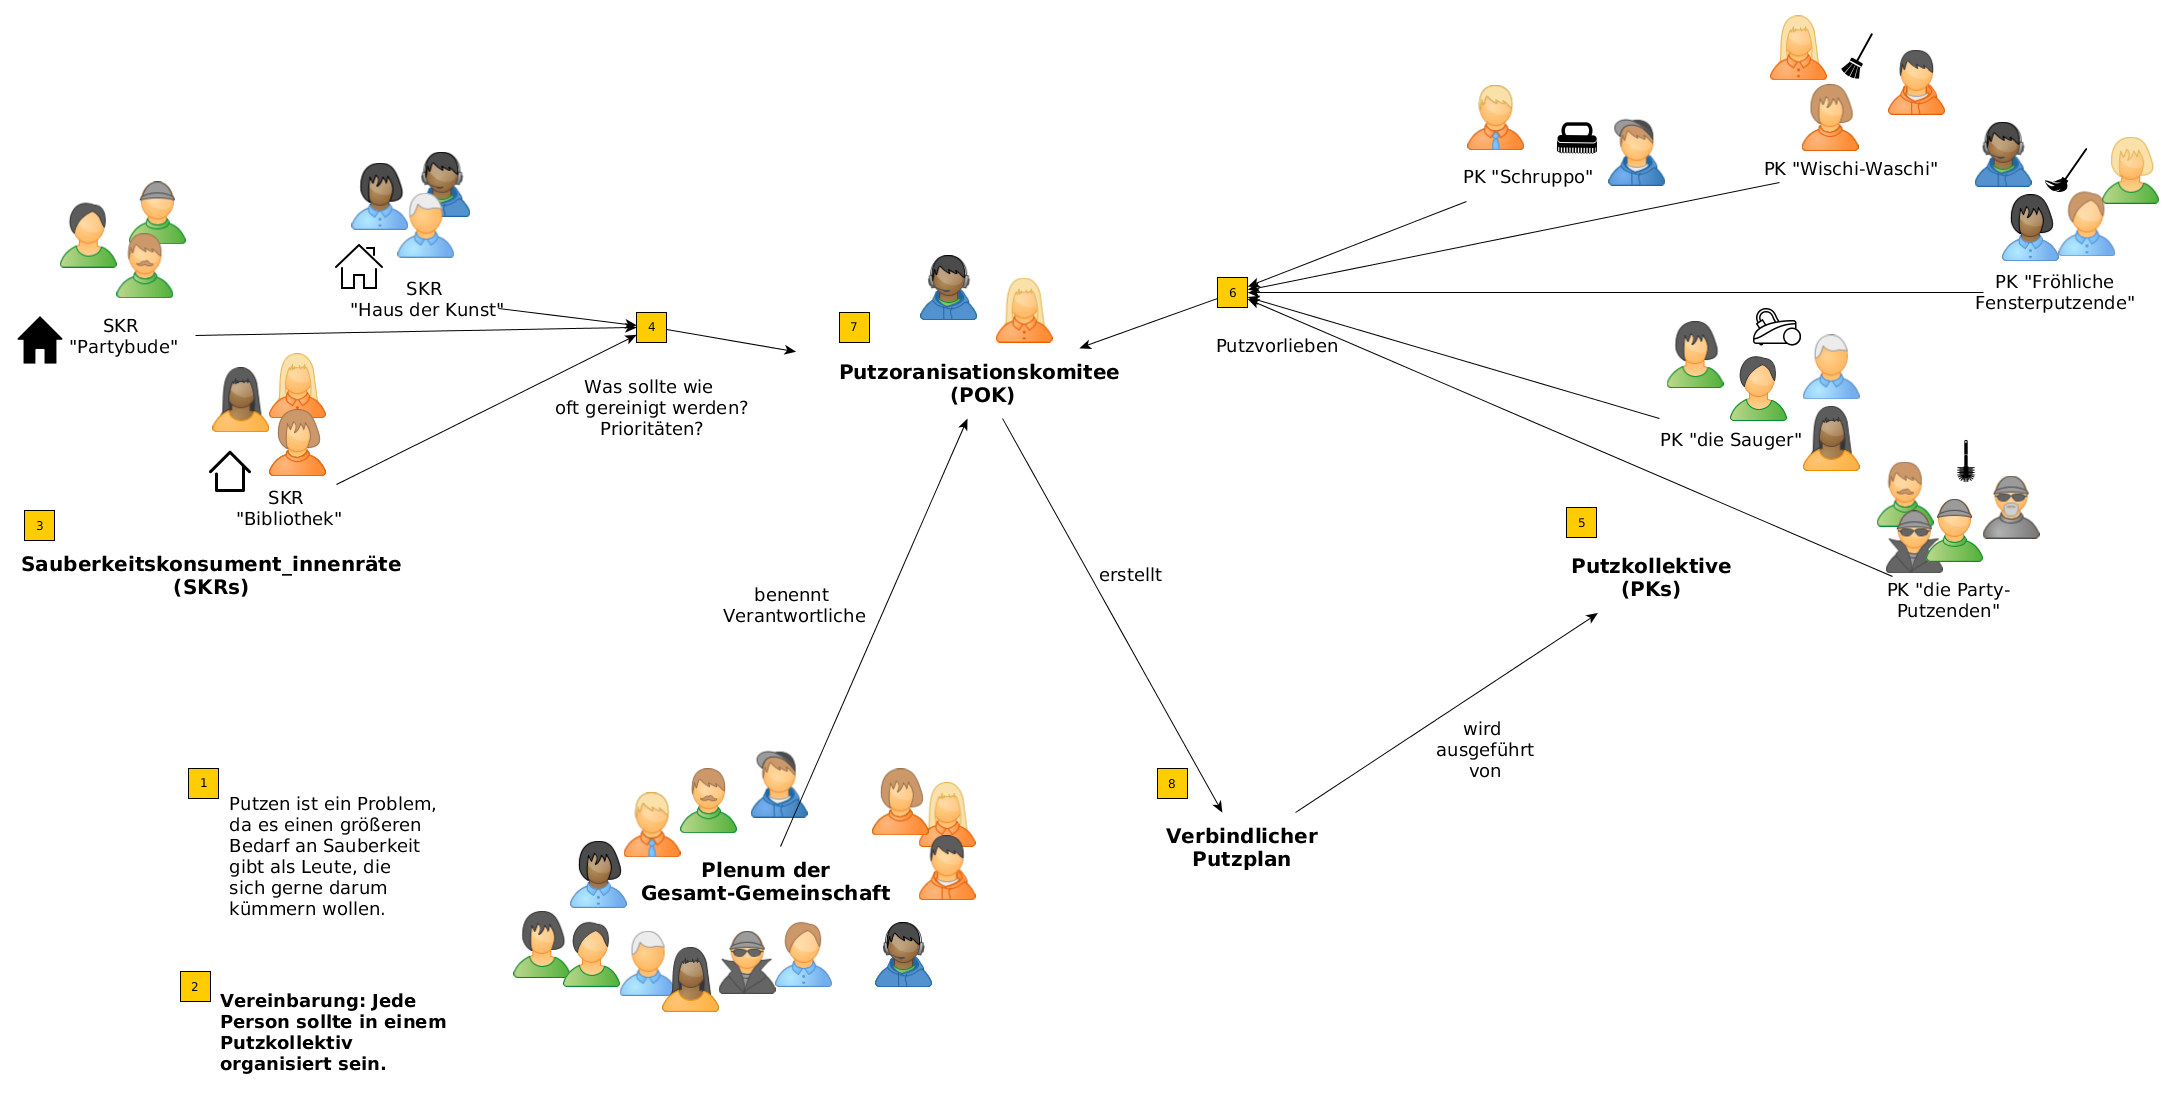 PK "Schruppo"
PK "Wischi-Waschi"
PK "Fröhliche
Fensterputzende"
SKR
"Haus der Kunst"
SKR
"Partybude"
4
7
6
Putzvorlieben
Putzoranisationskomitee
(POK)
Was sollte wie
oft gereinigt werden?
Prioritäten?
PK "die Sauger"
SKR
"Bibliothek"
3
Sauberkeitskonsument_innenräte
(SKRs)
5
Putzkollektive
(PKs)
PK "die Party-
Putzenden"
benennt
Verantwortliche
erstellt
wird
ausgeführt
von
1
Putzen ist ein Problem,
da es einen größeren
Bedarf an Sauberkeit
gibt als Leute, die
sich gerne darum
kümmern wollen.
Plenum der
Gesamt-Gemeinschaft
8
Verbindlicher
Putzplan
2
Vereinbarung: Jede
Person sollte in einem
Putzkollektiv
organisiert sein.